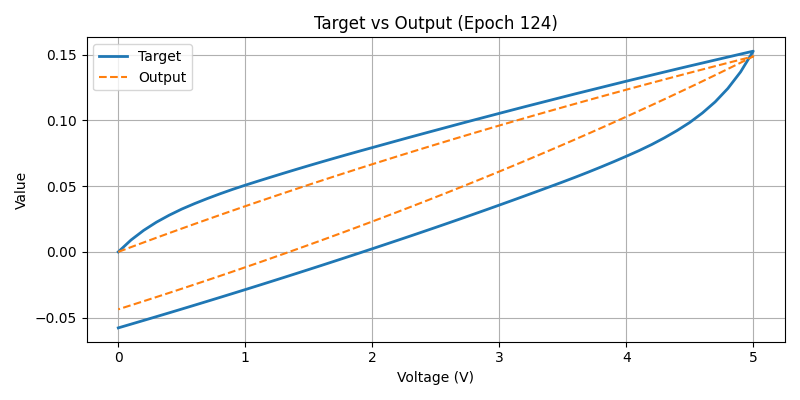 Target vs Output (Epoch 124)
Target
Output
0.15
0.10
0.05
0.00
−0.05
Value
0 1 2 3 4 5
Voltage (V)